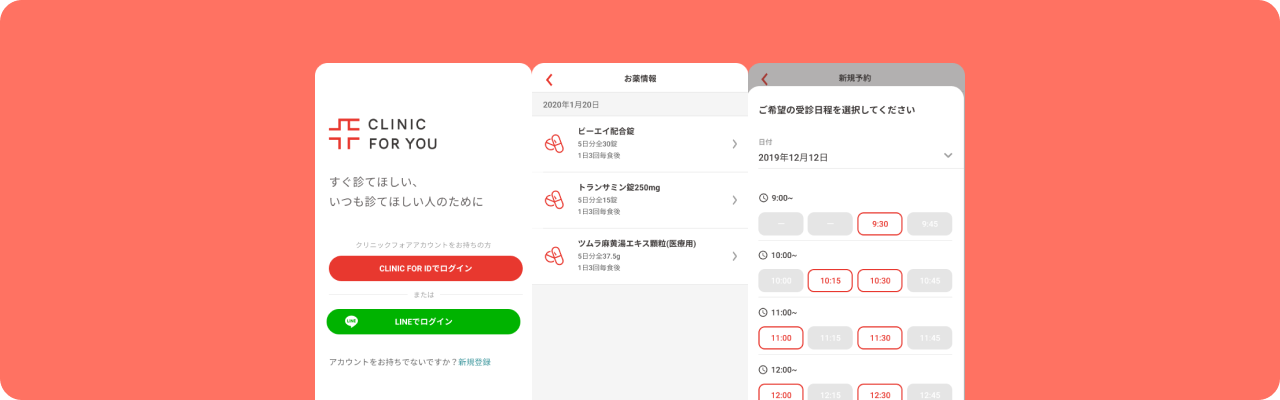 CLINIC
FOR YOU
すぐ診てほしい、
いつも診てほしい人のために
クリニックフォアアカウントをお持ちの方
CLINIC FOR IDでログイン
または
LINE
LINEでログイン
アカウントをお持ちでないですか？新規登録
お薬情報
2020年1月20日
ピーエイ配合錠
5日分全30錠
1日3回毎食後
トランサミン錠250mg
5日分全15錠
1日3回毎食後
ツムラ麻黄湯エキス顆粒(医療用)
5日分全37.5g
1日3回毎食後
新規予約
ご希望の受診日程を選択してください
日付
2019年12月12日
9:00~
— — 9:30 9:45
10:00~
10:00 10:15 10:30 10:45
11:00~
11:00 11:15 11:30 11:45
12:00~
12:00 12:15 12:30 12:45